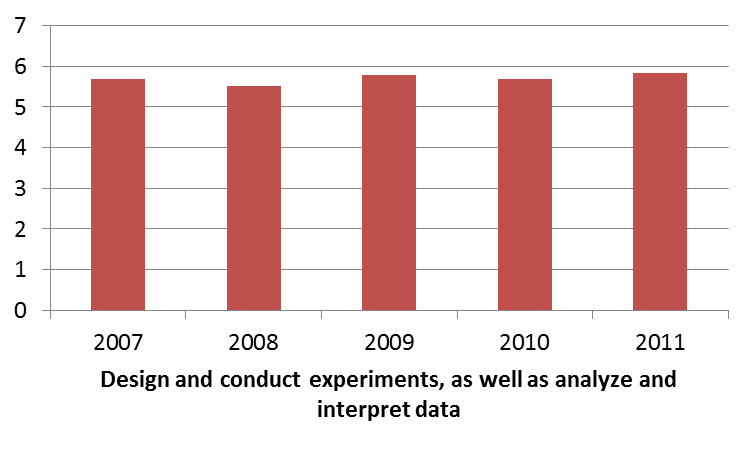 7
6
5
4
3
2
1
0
2007 2008 2009 2010 2011
Design and conduct experiments, as well as analyze and
interpret data